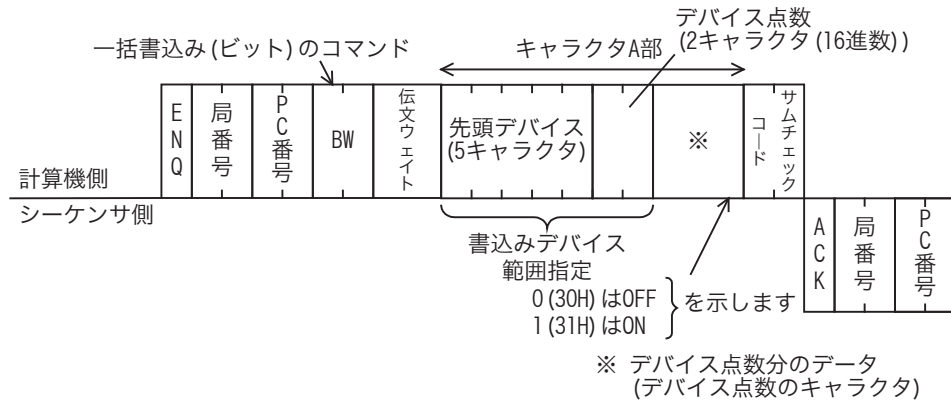 デバイス点数
(2キャラクタ (16進数) )
一括書込み (ビット) のコマンド
キャラクタA部
ENQ
局番号
PC番号
BW
伝文ウェイト
先頭デバイス
(5キャラクタ)
※
サムチェック
コード
計算機側
シーケンサ側
ACK
局番号
PC番号
書込みデバイス
範囲指定
0 (30H) はOFF
1 (31H) はON
を示します
※ デバイス点数分のデータ
(デバイス点数のキャラクタ)